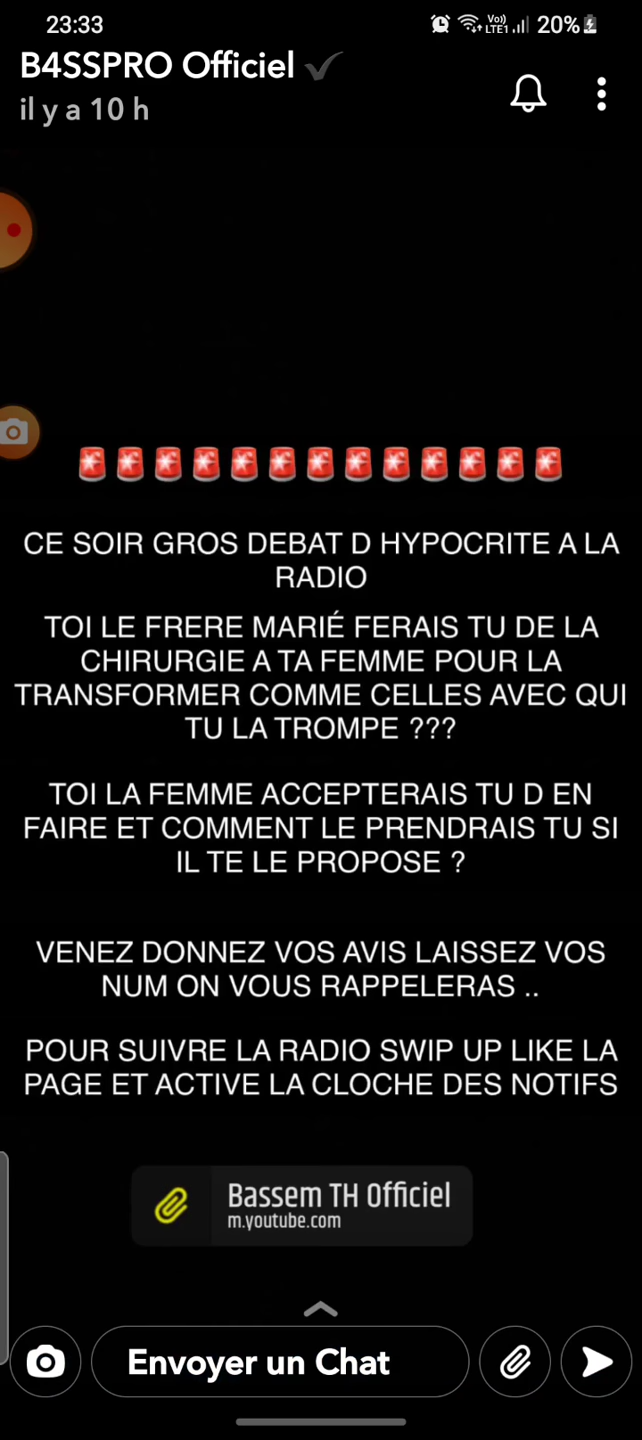 23:33
Vo)) LTE1 20%
B4SSPRO Officiel
il y a 10 h
CE SOIR GROS DEBAT D HYPOCRITE A LA
RADIO
TOI LE FRERE MARIÉ FERAIS TU DE LA
CHIRURGIE A TA FEMME POUR LA
TRANSFORMER COMME CELLES AVEC QUI
TU LA TROMPE ???
TOI LA FEMME ACCEPTERAIS TU D EN
FAIRE ET COMMENT LE PRENDRAIS TU SI
IL TE LE PROPOSE ?
VENEZ DONNEZ VOS AVIS LAISSEZ VOS
NUM ON VOUS RAPPELERAS ..
POUR SUIVRE LA RADIO SWIP UP LIKE LA
PAGE ET ACTIVE LA CLOCHE DES NOTIFS
Bassem TH Officiel
m.youtube.com
Envoyer un Chat